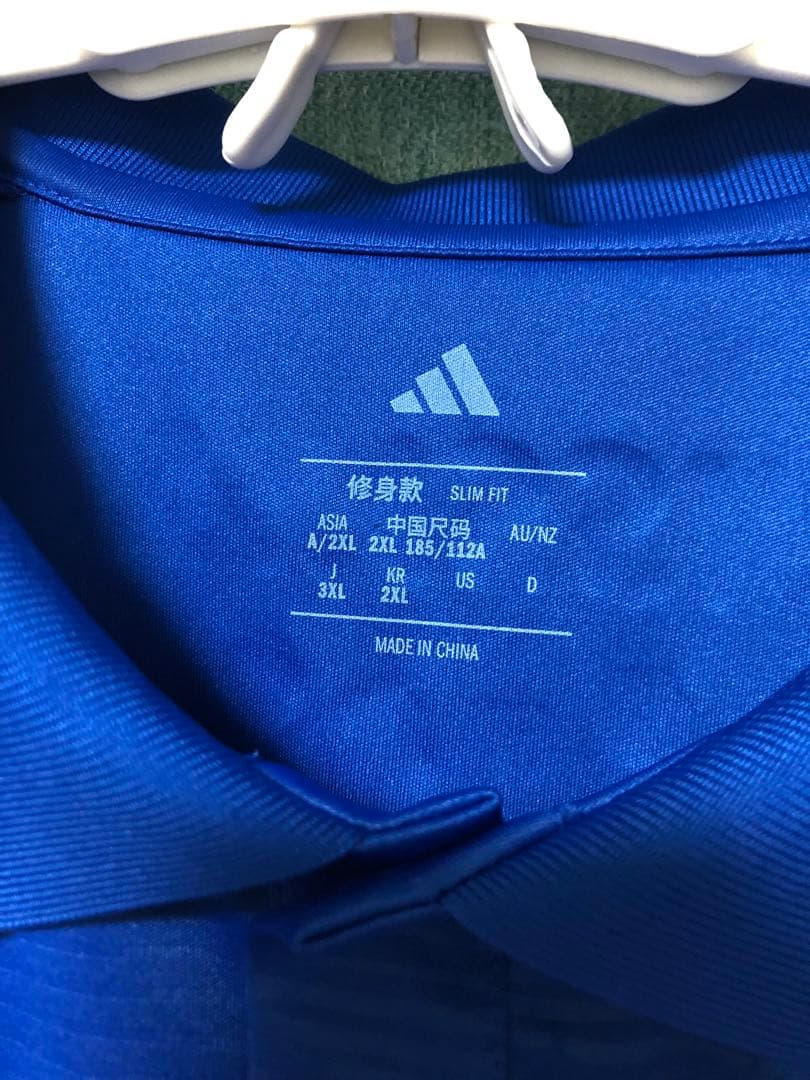 修身款 SLIM FIT
ASIA 中国尺码 AU/NZ
A/2XL 2XL 185/112A
J KR US D
3XL 2XL
MADE IN CHINA